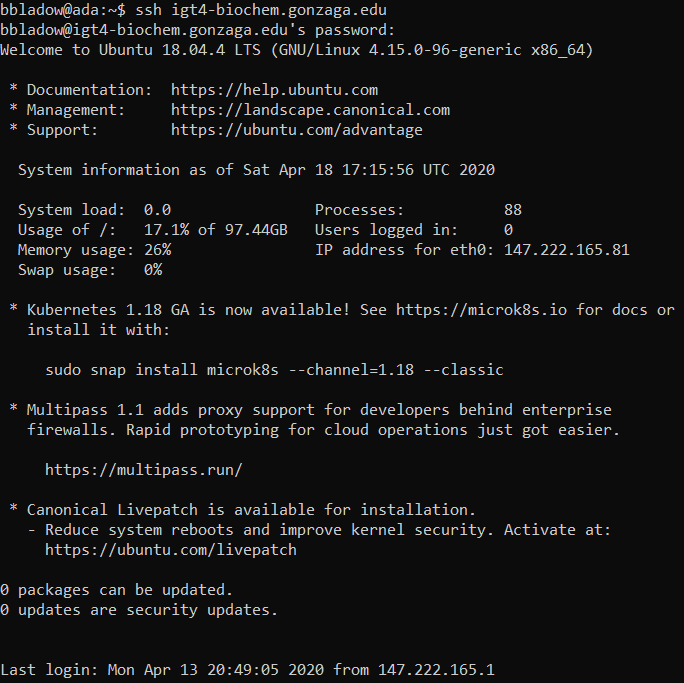 bbladow@ada:~$ ssh igt4-biochem.gonzaga.edu
bbladow@igt4-biochem.gonzaga.edu's password:
Welcome to Ubuntu 18.04.4 LTS (GNU/Linux 4.15.0-96-generic x86_64)

 * Documentation:  https://help.ubuntu.com
 * Management:     https://landscape.canonical.com
 * Support:        https://ubuntu.com/advantage

  System information as of Sat Apr 18 17:15:56 UTC 2020

  System load:  0.0                Processes:           88
  Usage of /:   17.1% of 97.44GB   Users logged in:     0
  Memory usage: 26%                IP address for eth0: 147.222.165.81
  Swap usage:   0%

 * Kubernetes 1.18 GA is now available! See https://microk8s.io for docs or
   install it with:

     sudo snap install microk8s --channel=1.18 --classic

 * Multipass 1.1 adds proxy support for developers behind enterprise
   firewalls. Rapid prototyping for cloud operations just got easier.

     https://multipass.run/

 * Canonical Livepatch is available for installation.
   - Reduce system reboots and improve kernel security. Activate at:
     https://ubuntu.com/livepatch

0 packages can be updated.
0 updates are security updates.


Last login: Mon Apr 13 20:49:05 2020 from 147.222.165.1